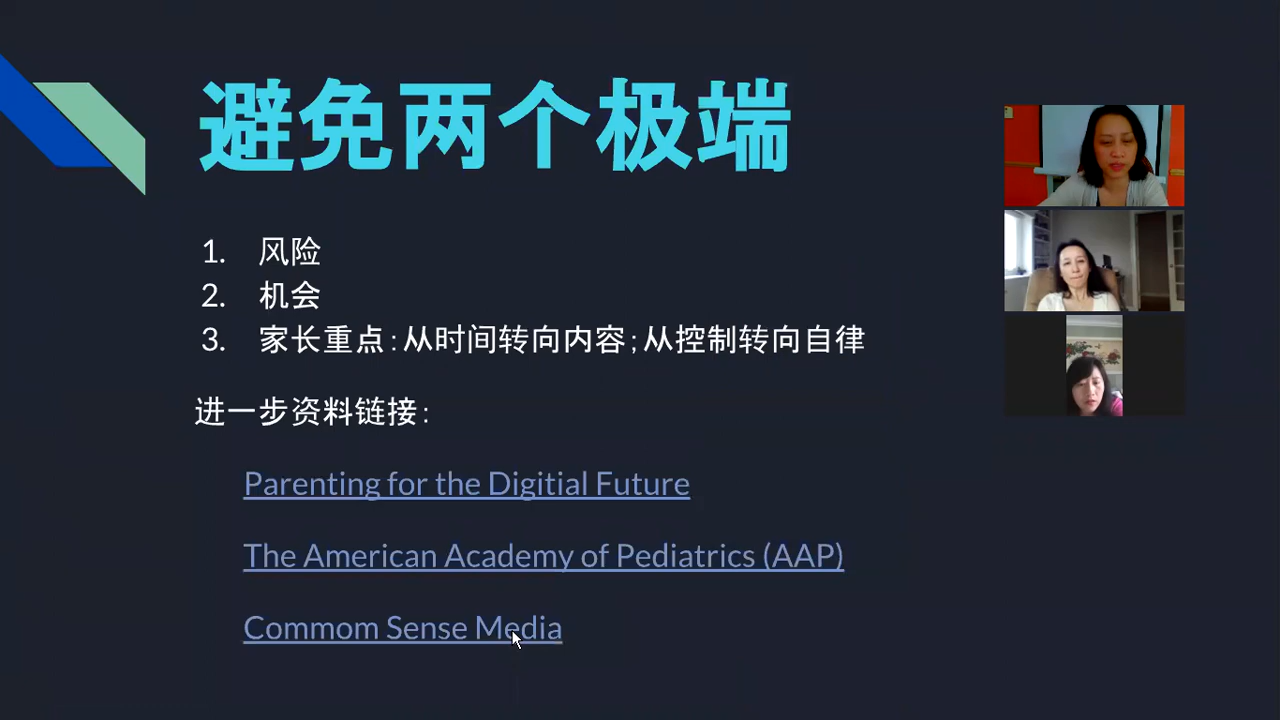 避免两个极端
1. 风险
2. 机会
3. 家长重点:从时间转向内容;从控制转向自律
进一步资料链接:
Parenting for the Digitial Future
The American Academy of Pediatrics (AAP)
Commom Sense Media